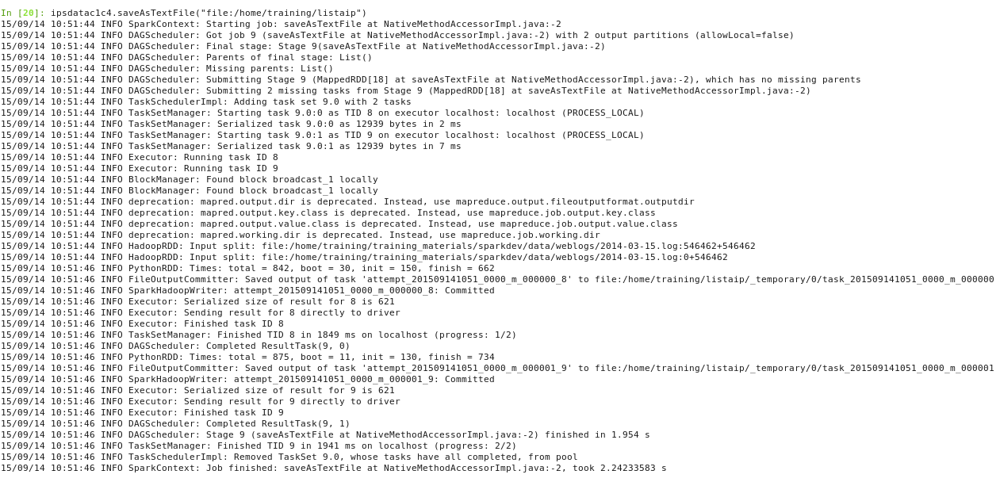 In [20]: ipsdatac1c4.saveAsTextFile("file:/home/training/listaip")
15/09/14 10:51:44 INFO SparkContext: Starting job: saveAsTextFile at NativeMethodAccessorImpl.java:-2
15/09/14 10:51:44 INFO DAGScheduler: Got job 9 (saveAsTextFile at NativeMethodAccessorImpl.java:-2) with 2 output partitions (allowLocal=false)
15/09/14 10:51:44 INFO DAGScheduler: Final stage: Stage 9(saveAsTextFile at NativeMethodAccessorImpl.java:-2)
15/09/14 10:51:44 INFO DAGScheduler: Parents of final stage: List()
15/09/14 10:51:44 INFO DAGScheduler: Missing parents: List()
15/09/14 10:51:44 INFO DAGScheduler: Submitting Stage 9 (MappedRDD[18] at saveAsTextFile at NativeMethodAccessorImpl.java:-2), which has no missing parents
15/09/14 10:51:44 INFO DAGScheduler: Submitting 2 missing tasks from Stage 9 (MappedRDD[18] at saveAsTextFile at NativeMethodAccessorImpl.java:-2)
15/09/14 10:51:44 INFO TaskSchedulerImpl: Adding task set 9.0 with 2 tasks
15/09/14 10:51:44 INFO TaskSetManager: Starting task 9.0:0 as TID 8 on executor localhost: localhost (PROCESS_LOCAL)
15/09/14 10:51:44 INFO TaskSetManager: Serialized task 9.0:0 as 12939 bytes in 2 ms
15/09/14 10:51:44 INFO TaskSetManager: Starting task 9.0:1 as TID 9 on executor localhost: localhost (PROCESS_LOCAL)
15/09/14 10:51:44 INFO TaskSetManager: Serialized task 9.0:1 as 12939 bytes in 7 ms
15/09/14 10:51:44 INFO Executor: Running task ID 8
15/09/14 10:51:44 INFO Executor: Running task ID 9
15/09/14 10:51:44 INFO BlockManager: Found block broadcast_1 locally
15/09/14 10:51:44 INFO BlockManager: Found block broadcast_1 locally
15/09/14 10:51:44 INFO deprecation: mapred.output.dir is deprecated. Instead, use mapreduce.output.fileoutputformat.outputdir
15/09/14 10:51:44 INFO deprecation: mapred.output.key.class is deprecated. Instead, use mapreduce.job.output.key.class
15/09/14 10:51:44 INFO deprecation: mapred.output.value.class is deprecated. Instead, use mapreduce.job.output.value.class
15/09/14 10:51:44 INFO deprecation: mapred.working.dir is deprecated. Instead, use mapreduce.job.working.dir
15/09/14 10:51:44 INFO HadoopRDD: Input split: file:/home/training/training_materials/sparkdev/data/weblogs/2014-03-15.log:546462+546462
15/09/14 10:51:44 INFO HadoopRDD: Input split: file:/home/training/training_materials/sparkdev/data/weblogs/2014-03-15.log:0+546462
15/09/14 10:51:46 INFO PythonRDD: Times: total = 842, boot = 30, init = 150, finish = 662
15/09/14 10:51:46 INFO FileOutputCommitter: Saved output of task 'attempt_201509141051_0000_m_000000_8' to file:/home/training/listaip/_temporary/0/task_201509141051_0000_m_000000
15/09/14 10:51:46 INFO SparkHadoopWriter: attempt_201509141051_0000_m_000000_8: Committed
15/09/14 10:51:46 INFO Executor: Serialized size of result for 8 is 621
15/09/14 10:51:46 INFO Executor: Sending result for 8 directly to driver
15/09/14 10:51:46 INFO Executor: Finished task ID 8
15/09/14 10:51:46 INFO TaskSetManager: Finished TID 8 in 1849 ms on localhost (progress: 1/2)
15/09/14 10:51:46 INFO DAGScheduler: Completed ResultTask(9, 0)
15/09/14 10:51:46 INFO PythonRDD: Times: total = 875, boot = 11, init = 130, finish = 734
15/09/14 10:51:46 INFO FileOutputCommitter: Saved output of task 'attempt_201509141051_0000_m_000001_9' to file:/home/training/listaip/_temporary/0/task_201509141051_0000_m_000001
15/09/14 10:51:46 INFO SparkHadoopWriter: attempt_201509141051_0000_m_000001_9: Committed
15/09/14 10:51:46 INFO Executor: Serialized size of result for 9 is 621
15/09/14 10:51:46 INFO Executor: Sending result for 9 directly to driver
15/09/14 10:51:46 INFO Executor: Finished task ID 9
15/09/14 10:51:46 INFO DAGScheduler: Completed ResultTask(9, 1)
15/09/14 10:51:46 INFO DAGScheduler: Stage 9 (saveAsTextFile at NativeMethodAccessorImpl.java:-2) finished in 1.954 s
15/09/14 10:51:46 INFO TaskSetManager: Finished TID 9 in 1941 ms on localhost (progress: 2/2)
15/09/14 10:51:46 INFO TaskSchedulerImpl: Removed TaskSet 9.0, whose tasks have all completed, from pool
15/09/14 10:51:46 INFO SparkContext: Job finished: saveAsTextFile at NativeMethodAccessorImpl.java:-2, took 2.24233583 s